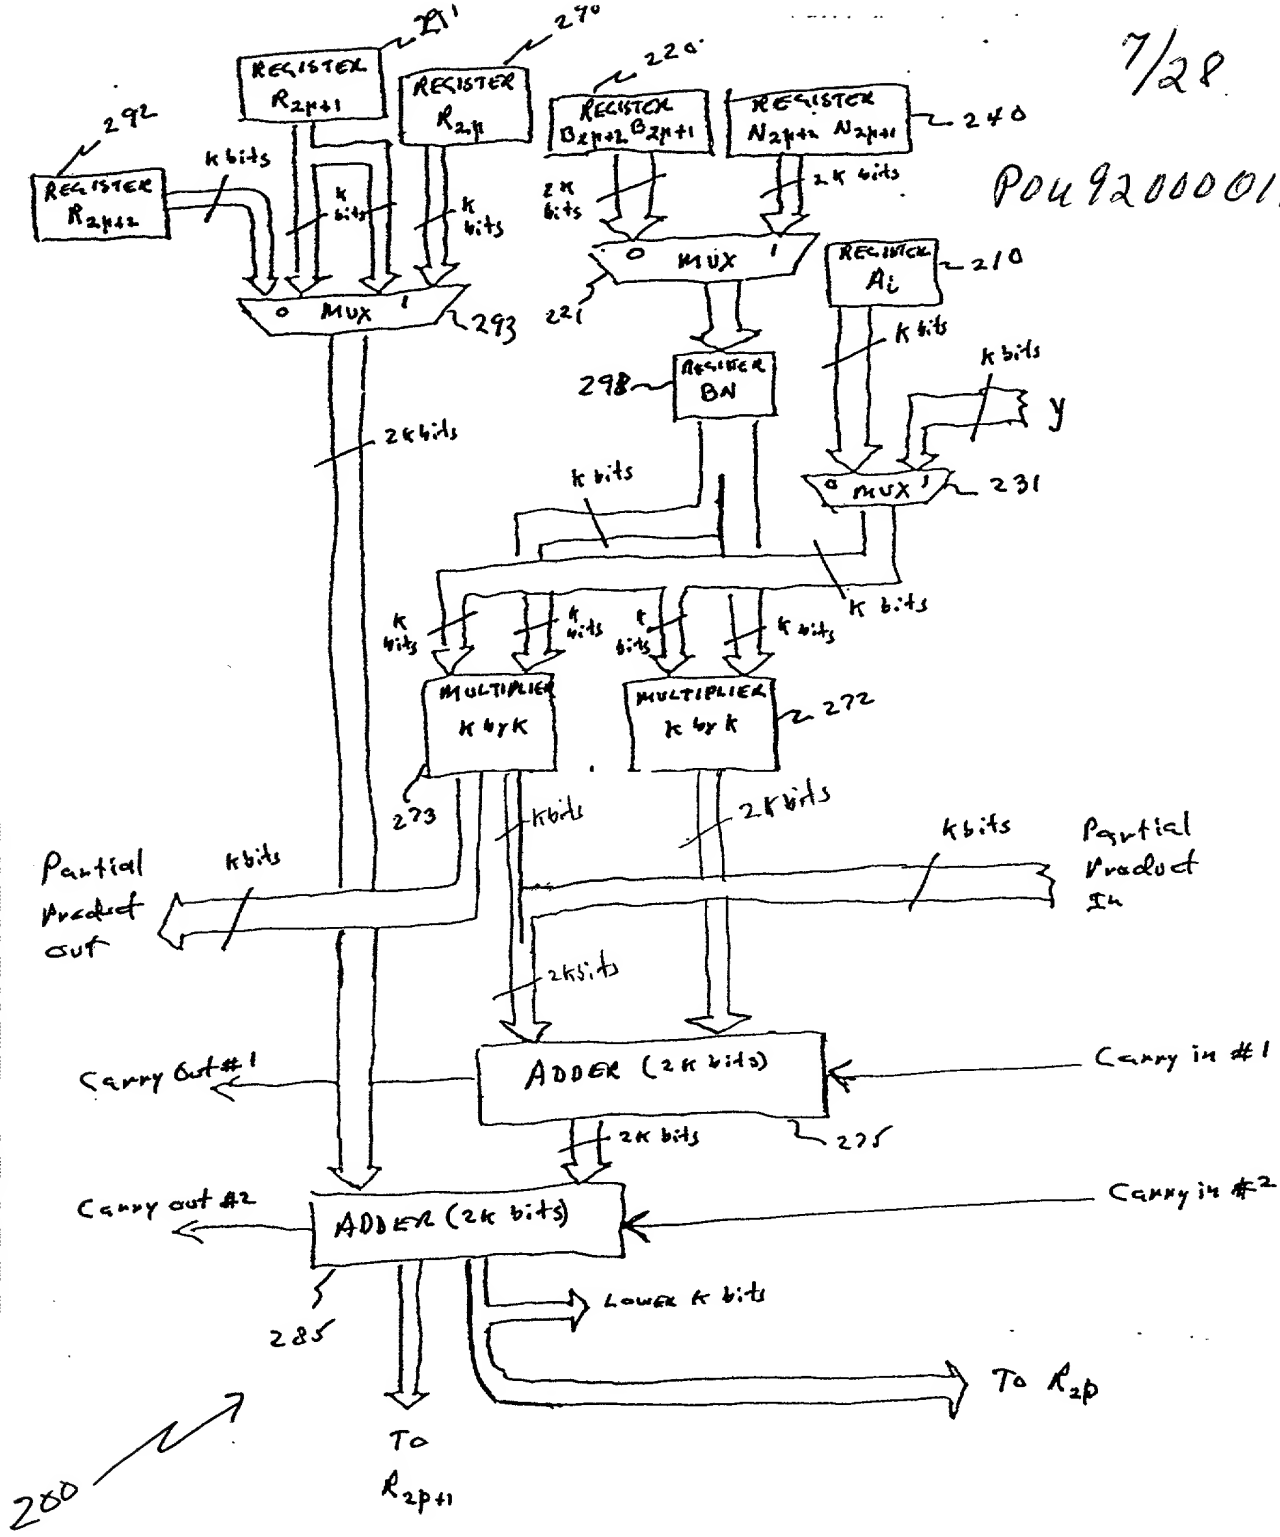 7/28
POU92000001
291
REGISTER
R2p+1
290
REGISTER
R2p
220
REGISTER
B2p+2 B2p+1
REGISTER
N2p+2 N2p+1
240
292
REGISTER
R2p+2
K bits
K bits
K bits
2K bits
2K bits
0 MUX 1
293
0 MUX 1
221
REGISTER
Ai
210
K bits
K bits
y
298
REGISTER
BN
2K bits
K bits
0 MUX 1
231
K bits
K bits
K bits
K bits
K bits
MULTIPLIER
K by K
273
MULTIPLIER
K by K
272
K bits
2K bits
Partial
Product
out
K bits
K bits
Partial
Product
In
2K bits
Carry Out #1
ADDER (2K bits)
Carry in #1
275
2K bits
Carry out #2
ADDER (2K bits)
Carry in #2
285
LOWER K bits
To R2p
To
R2p+1
200